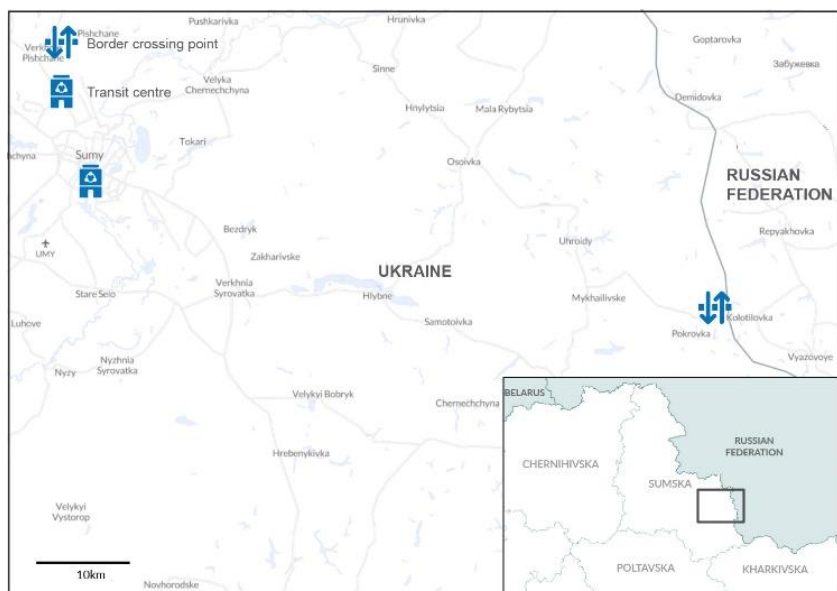 Pushkarivka
Hrunivka
Pishchane
Verkh
Pishchane
Border crossing point
Goptarovka
Забужевка
Sinne
Velyka
Chernechchyna
Transit centre
Demidovka
Hnylytsia
Mala Rybytsia
Tokari
chchyna
Sumy
Osoivka
RUSSIAN
FEDERATION
Bezdryk
Repyakhovka
UMY
Zakharivske
Uhroidy
UKRAINE
Verkhnia
Syrovatka
Stare Selo
Hlybne
Mykhailivske
Kolotilovka
Luhove
Samotoivka
Pokrovka
Nyzhnia
Syrovatka
Nyzy
Vyazovoye
Velykyi Bobryk
Chernechchyna
BELARUS
RUSSIAN
FEDERATION
CHERNIHIVSKA
SUMSKA
Hrebenykivka
Velykyi
Vystorop
POLTAVSKA
KHARKIVSKA
10km
Novhorodske